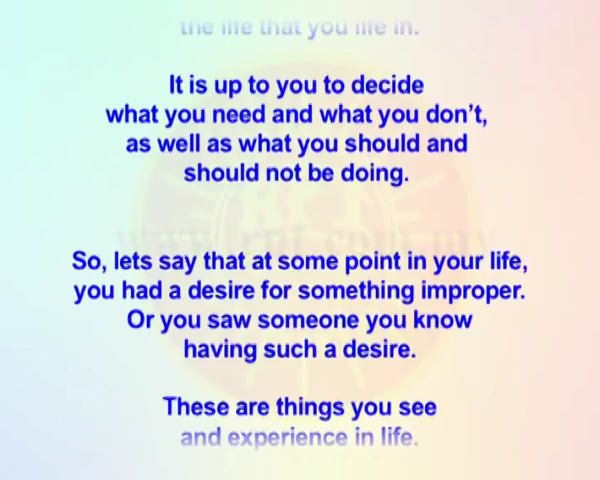 the life that you life in.
It is up to you to decide
what you need and what you don’t,
as well as what you should and
should not be doing.
So, lets say that at some point in your life,
you had a desire for something improper.
Or you saw someone you know
having such a desire.
These are things you see
and experience in life.